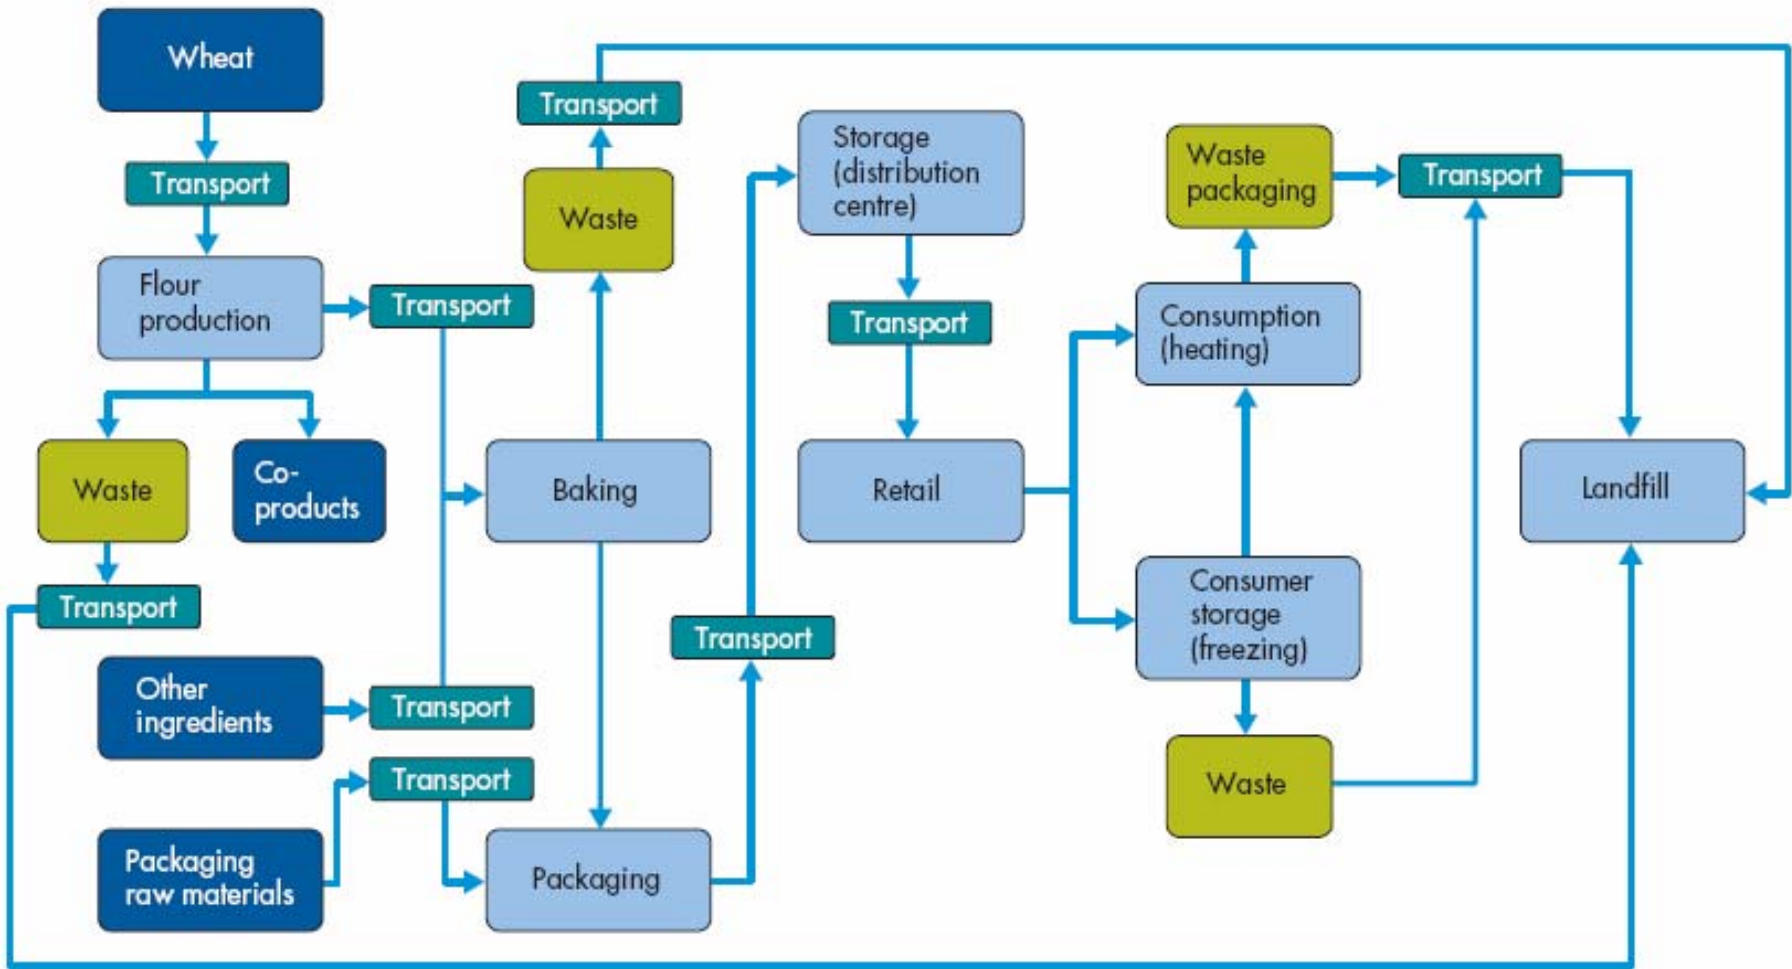 Wheat
Transport
Flour
production
Transport
Waste
Co-
products
Transport
Other
ingredients
Transport
Packaging
raw materials
Transport
Transport
Waste
Baking
Packaging
Transport
Storage
(distribution
centre)
Transport
Retail
Waste
packaging
Transport
Consumption
(heating)
Consumer
storage
(freezing)
Waste
Landfill